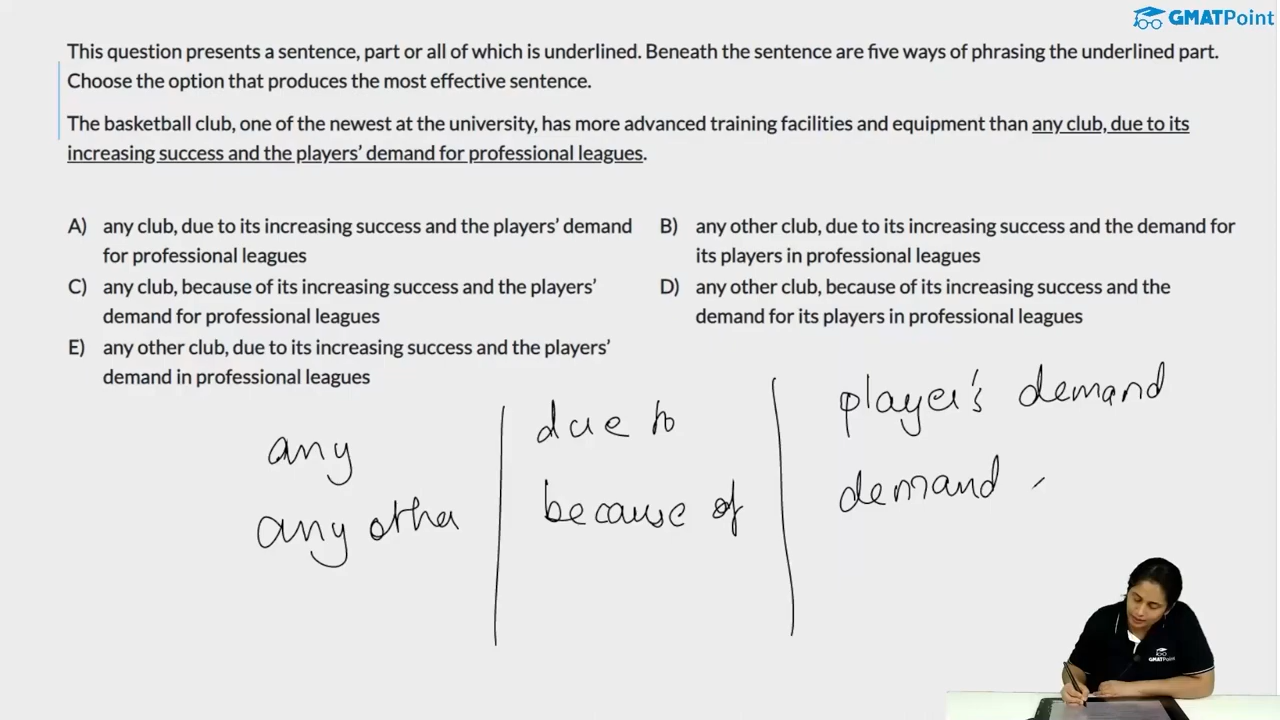 GMATPoint
This question presents a sentence, part or all of which is underlined. Beneath the sentence are five ways of phrasing the underlined part.
Choose the option that produces the most effective sentence.
The basketball club, one of the newest at the university, has more advanced training facilities and equipment than any club, due to its
increasing success and the players’ demand for professional leagues.
A) any club, due to its increasing success and the players’ demand
for professional leagues
B) any other club, due to its increasing success and the demand for
its players in professional leagues
C) any club, because of its increasing success and the players’
demand for professional leagues
D) any other club, because of its increasing success and the
demand for its players in professional leagues
E) any other club, due to its increasing success and the players’
demand in professional leagues
any
any other
due to
because of
player's demand
demand
GMATPoint